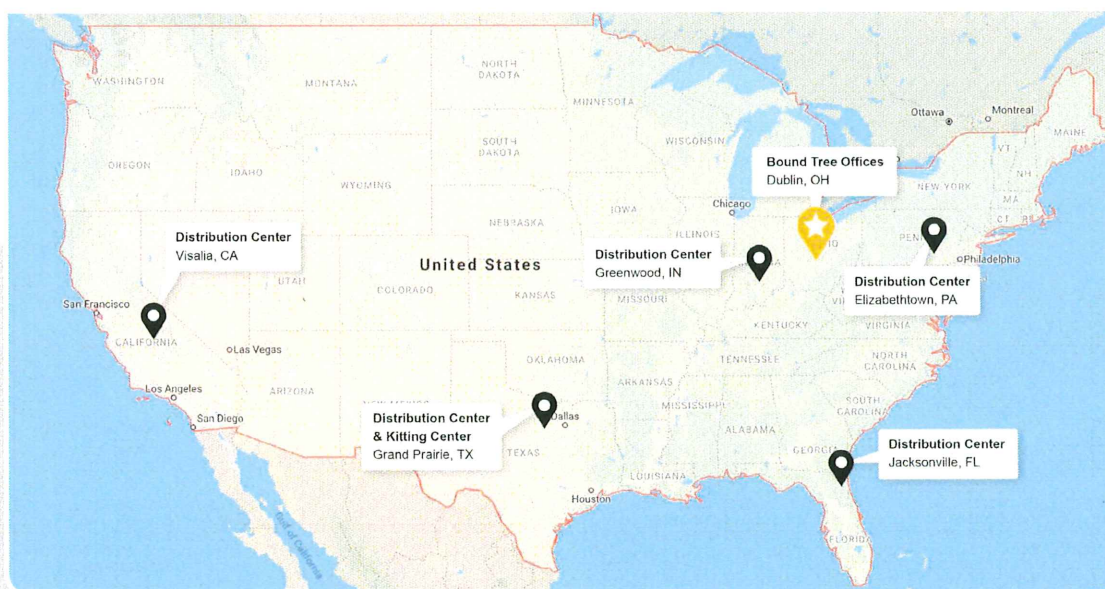 WASHINGTON
MONTANA
NORTH
DAKOTA
MINNESOTA
Ottawa
Montreal
MAINE
OREGON
IDAHO
SOUTH
DAKOTA
WISCONSIN
VT
NH
WYOMING
Bound Tree Offices
Dublin, OH
NEW YORK
MA
CT
NEBRASKA
IOWA
Chicago
ILLINOIS
Distribution Center
Visalia, CA
United States
Distribution Center
Greenwood, IN
Philadelphia
Distribution Center
Elizabethtown, PA
UTAH
COLORADO
KANSAS
MISSOURI
San Francisco
KENTUCKY
VIRGINIA
CALIFORNIA
Las Vegas
OKLAHOMA
TENNESSEE
NORTH
CAROLINA
Los Angeles
ARIZONA
ARKANSAS
San Diego
Distribution Center
& Kitting Center
Grand Prairie, TX
Dallas
MISSISSIPPI
SOUTH
CAROLINA
ALABAMA
TEXAS
GEORGIA
Distribution Center
Jacksonville, FL
LOUISIANA
Houston
Gulf of California
FLORIDA